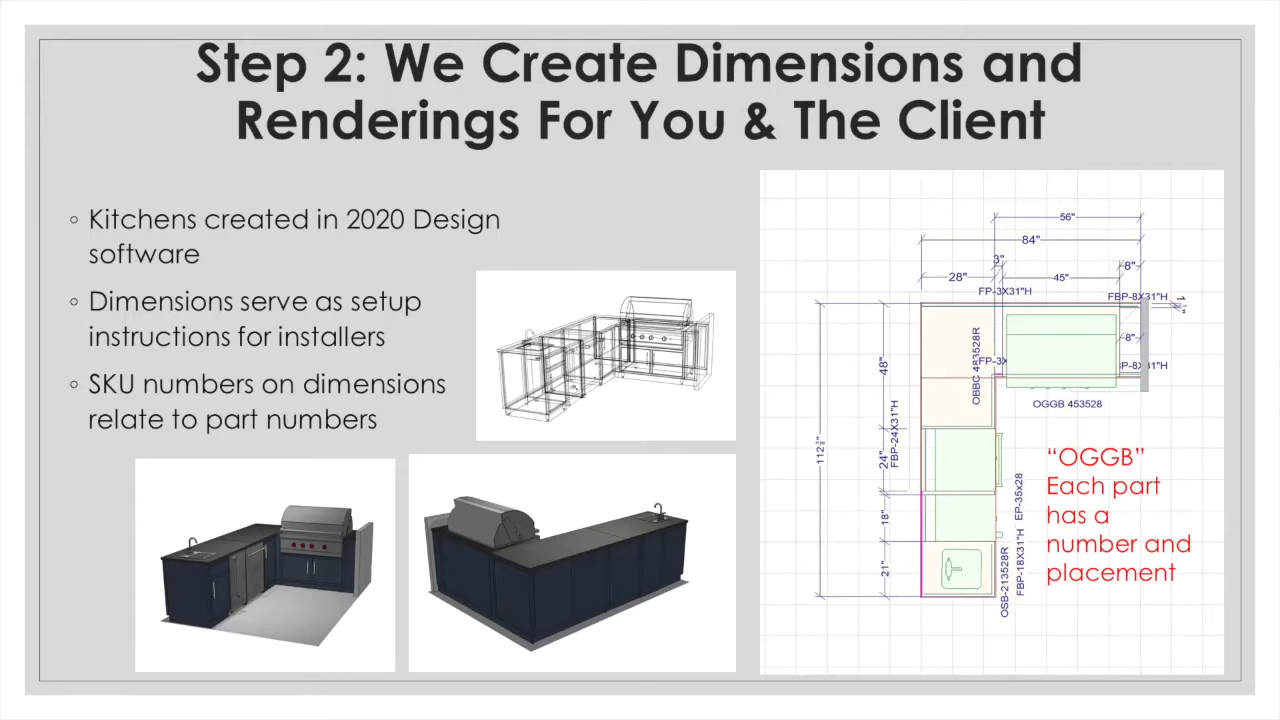 Step 2: We Create Dimensions and
Renderings For You & The Client
Kitchens created in 2020 Design
software
Dimensions serve as setup
instructions for installers
SKU numbers on dimensions
relate to part numbers
56"
84"
3"
28"
45"
8"
FP-3X31"H
FBP-8X31"H
8"
48"
OBBC 483528R
OGGB 453528
FBP-24X31"H
24"
112
18"
EP-35x28
FBP-18X31"H
21"
OSB-213528R
“OGGB”
Each part
has a
number and
placement